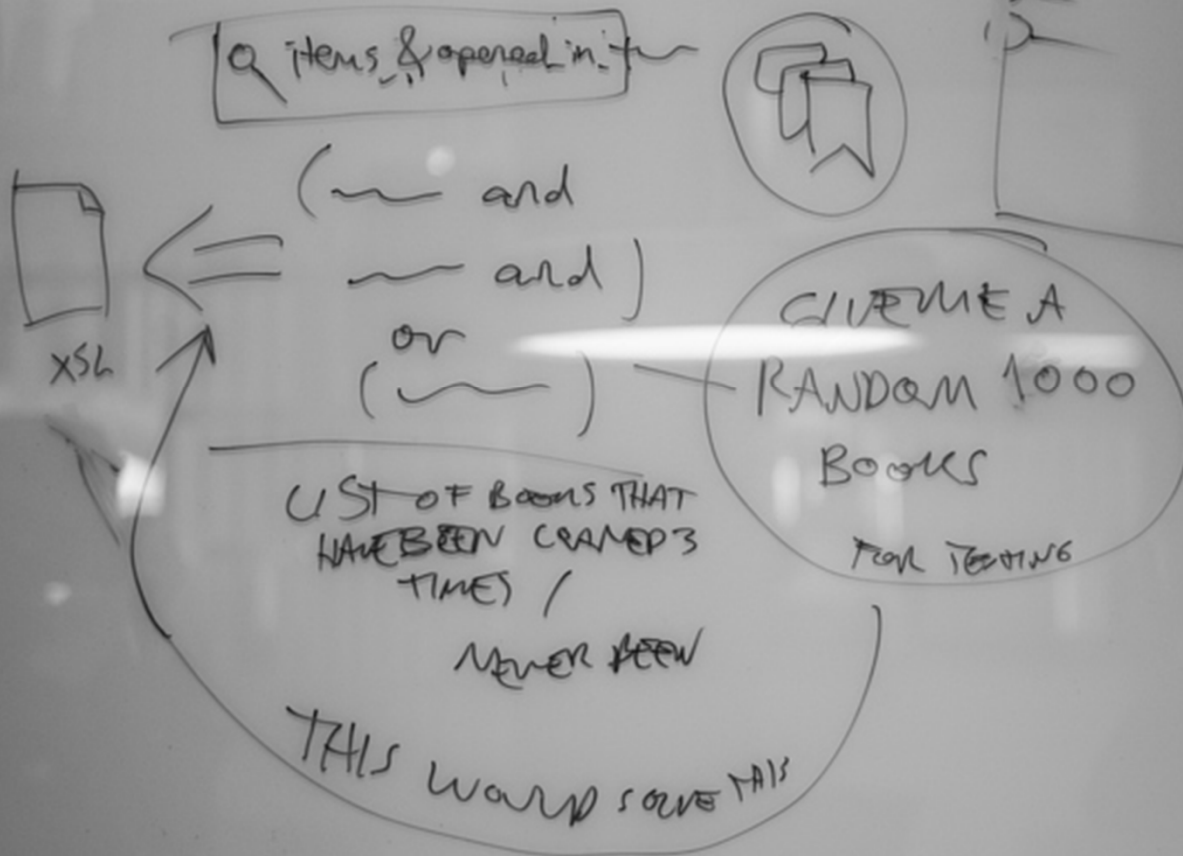 items & opened in
( and
and )
or
( )
XSL
GIVE ME A
RANDOM 1000
BOOKS
FOR TESTING
LIST OF BOOKS THAT
HAVE BEEN 3
TIMES /
NEVER BEEN
THIS WOULD SOLVE THIS